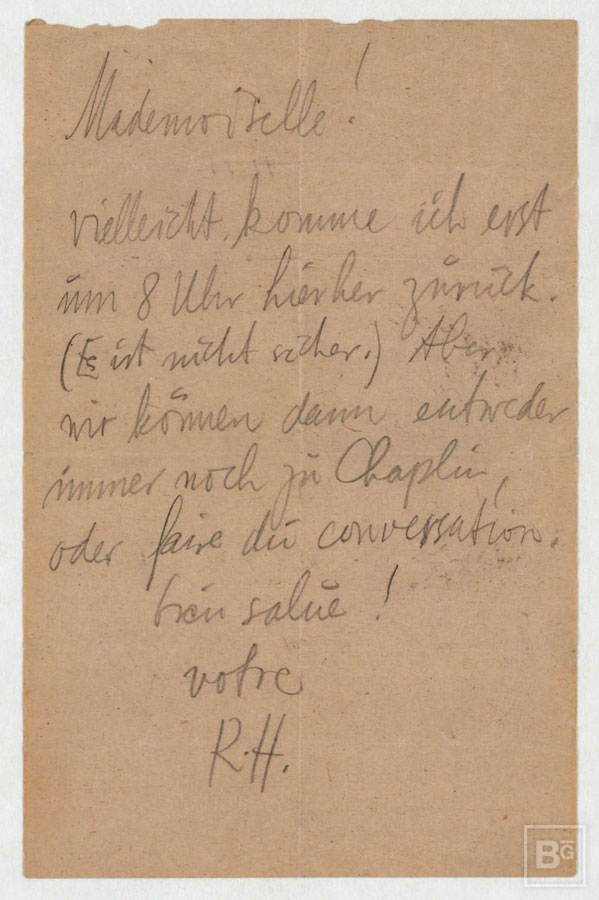 Mademoiselle!
vielleicht komme ich erst
um 8 Uhr hierher zurück.
(Es ist nicht sicher.) Aber
wir können dann entweder
immer noch zu Chaplin,
oder faire du conversation.
bien salue!
votre
R.H.
BG